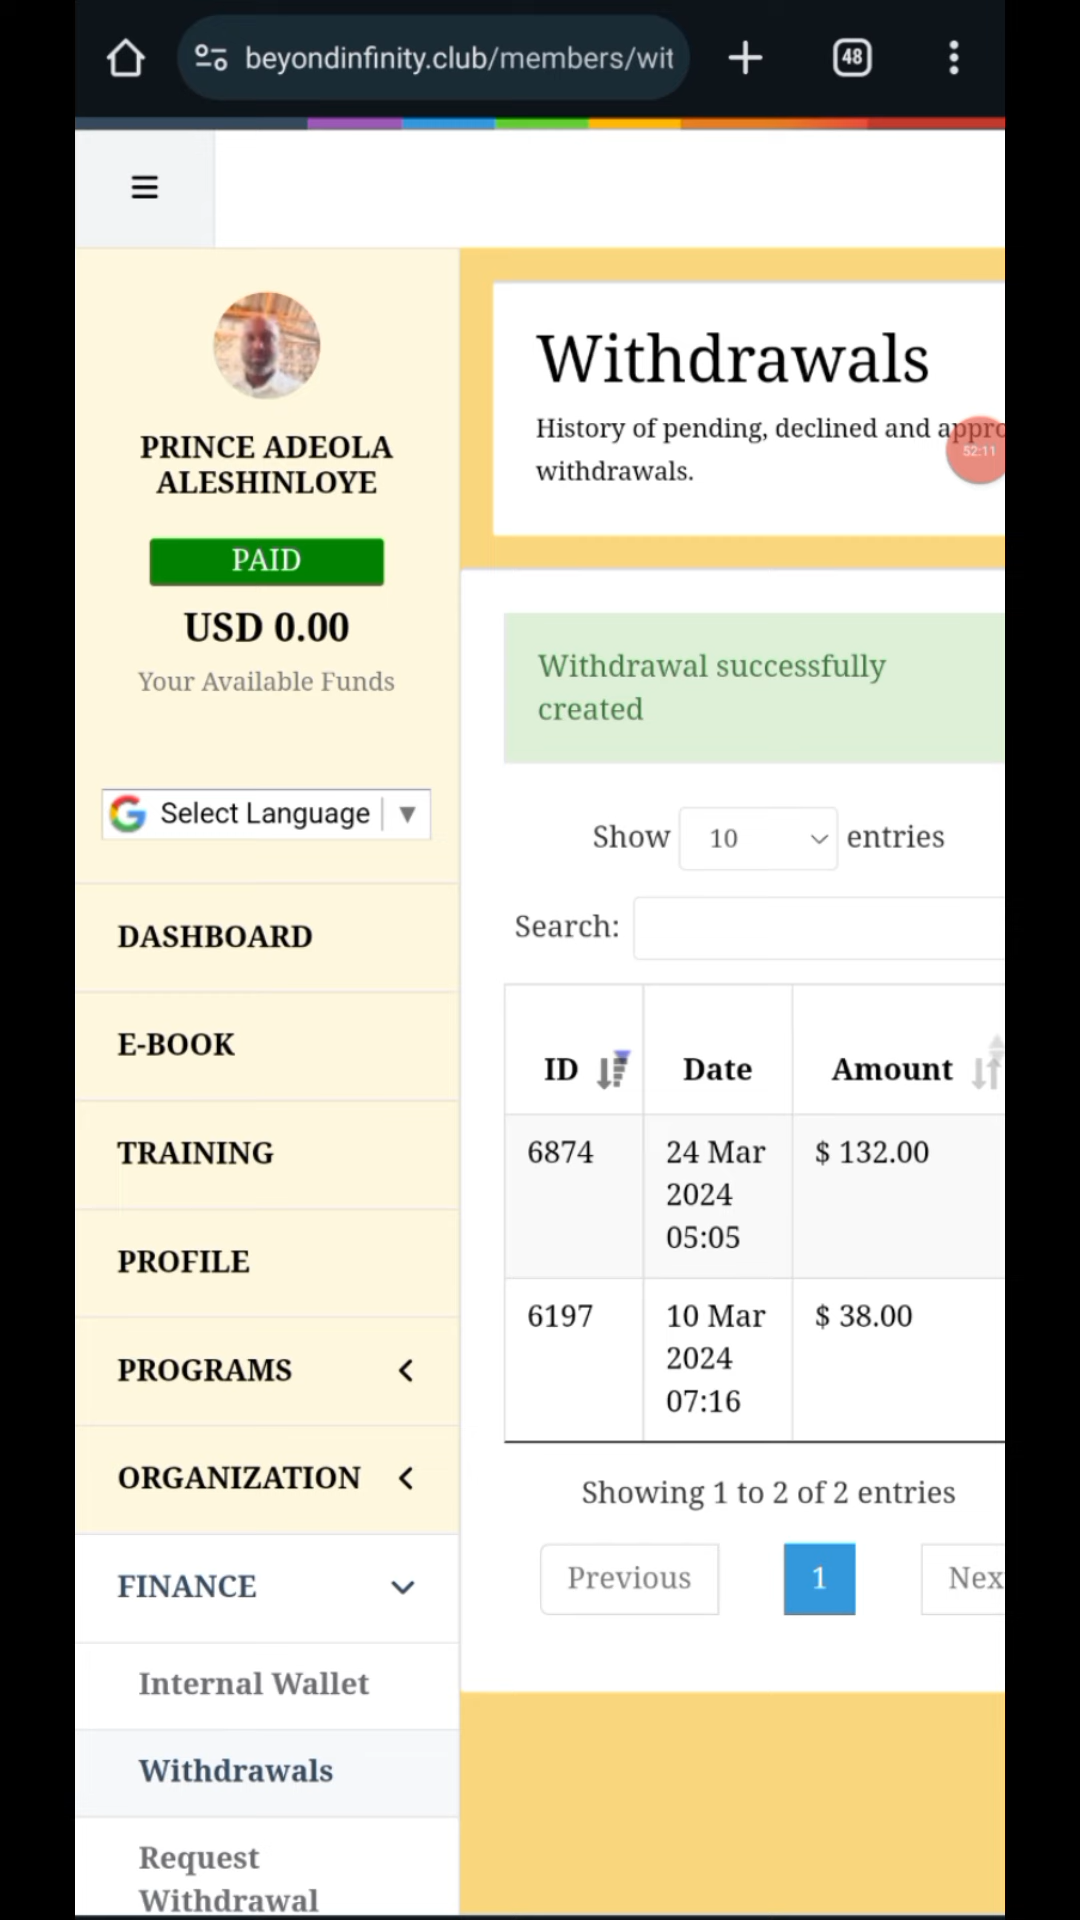 beyondinfinity.club/members/wit
48
Withdrawals
History of pending, declined and appro
withdrawals.
52:11
PRINCE ADEOLA
ALESHINLOYE
PAID
USD 0.00
Your Available Funds
Select Language
Withdrawal successfully
created
Show 10 entries
Search:
DASHBOARD
E-BOOK
TRAINING
PROFILE
PROGRAMS
ORGANIZATION
FINANCE
Internal Wallet
Withdrawals
Request
Withdrawal
ID Date Amount
6874 24 Mar $ 132.00
2024
05:05
6197 10 Mar $ 38.00
2024
07:16
Showing 1 to 2 of 2 entries
Previous 1 Nex